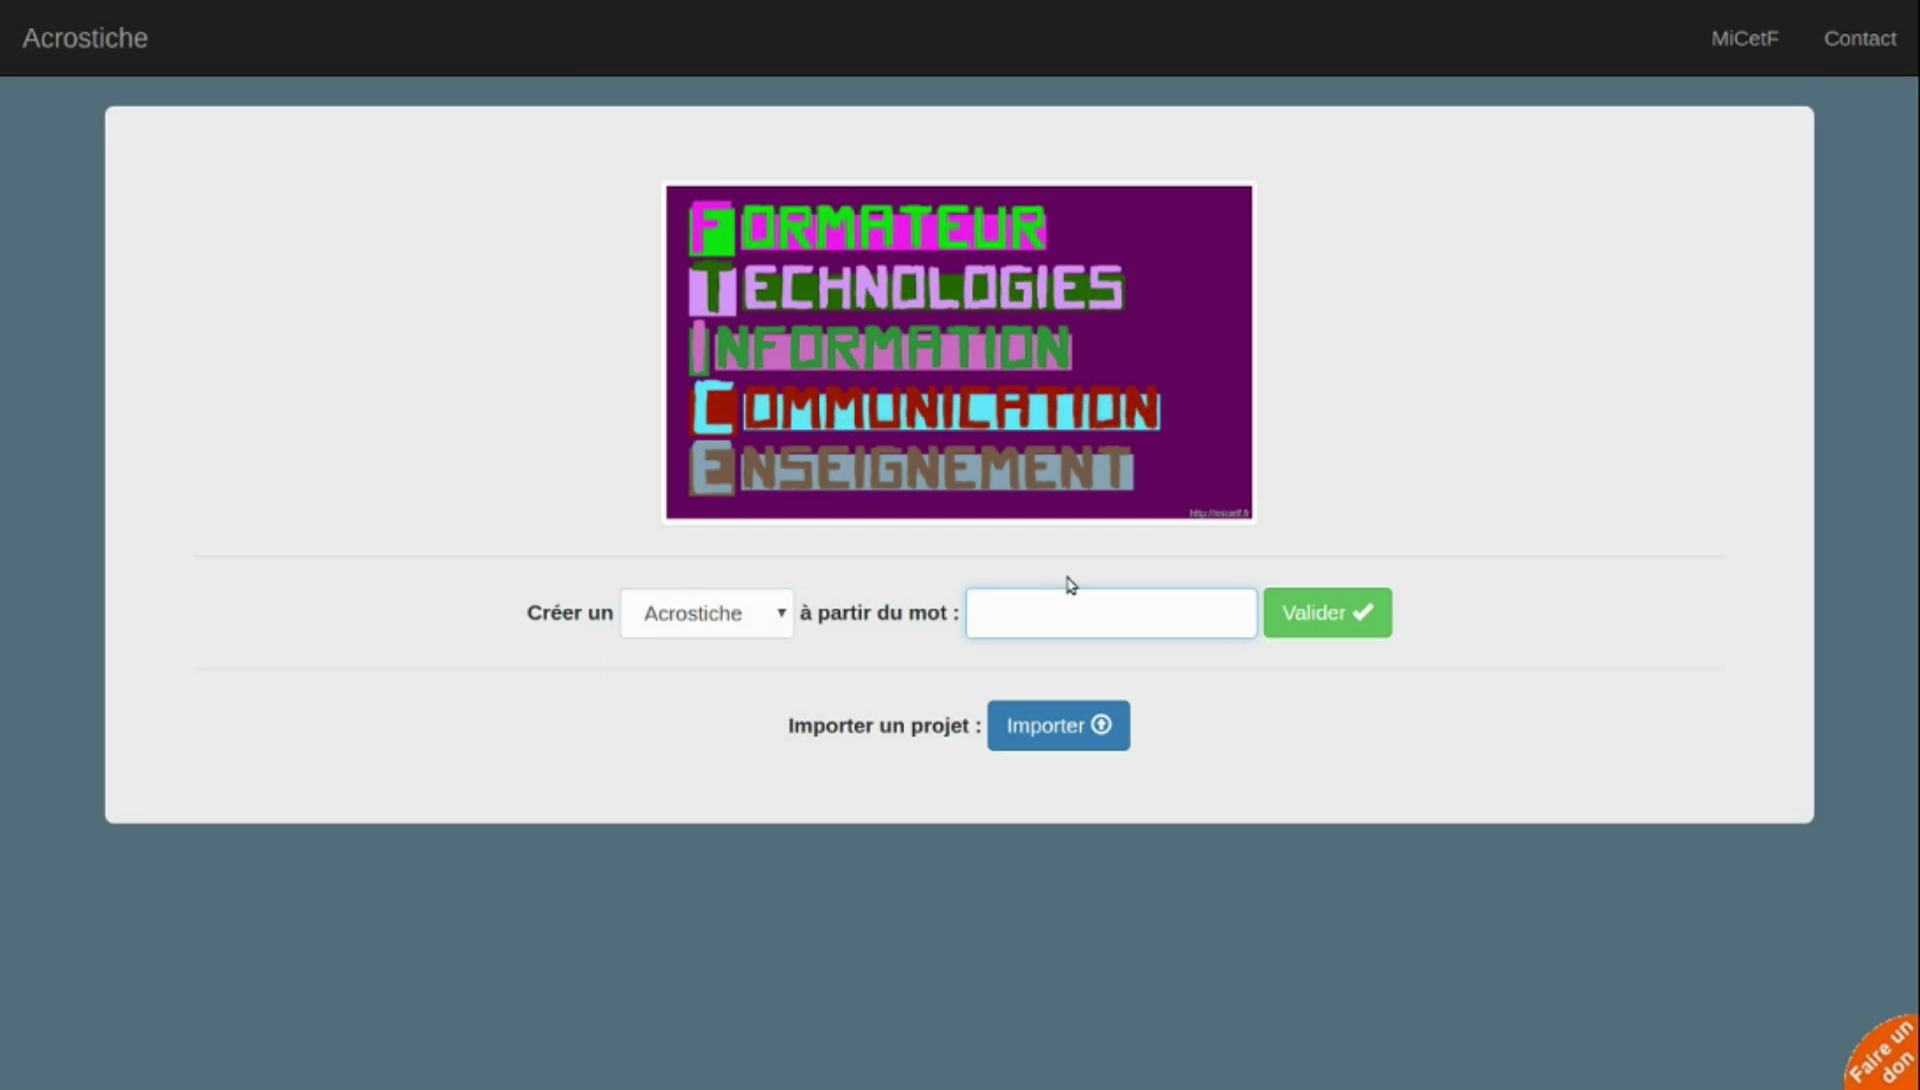 Acrostiche
MiCetF
Contact
FORMATEUR
TECHNOLOGIES
INFORMATION
COMMUNICATION
ENSEIGNEMENT
http://micetf.fr
Créer un Acrostiche à partir du mot : Valider
Importer un projet : Importer
Faire un
don